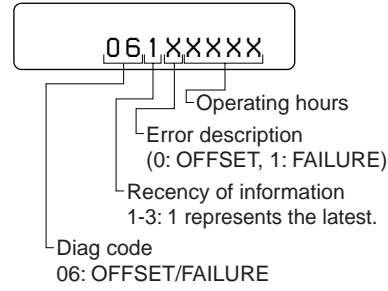 061XXXXX
Operating hours
Error description
(0: OFFSET, 1: FAILURE)
Recency of information
1-3: 1 represents the latest.
Diag code
06: OFFSET/FAILURE